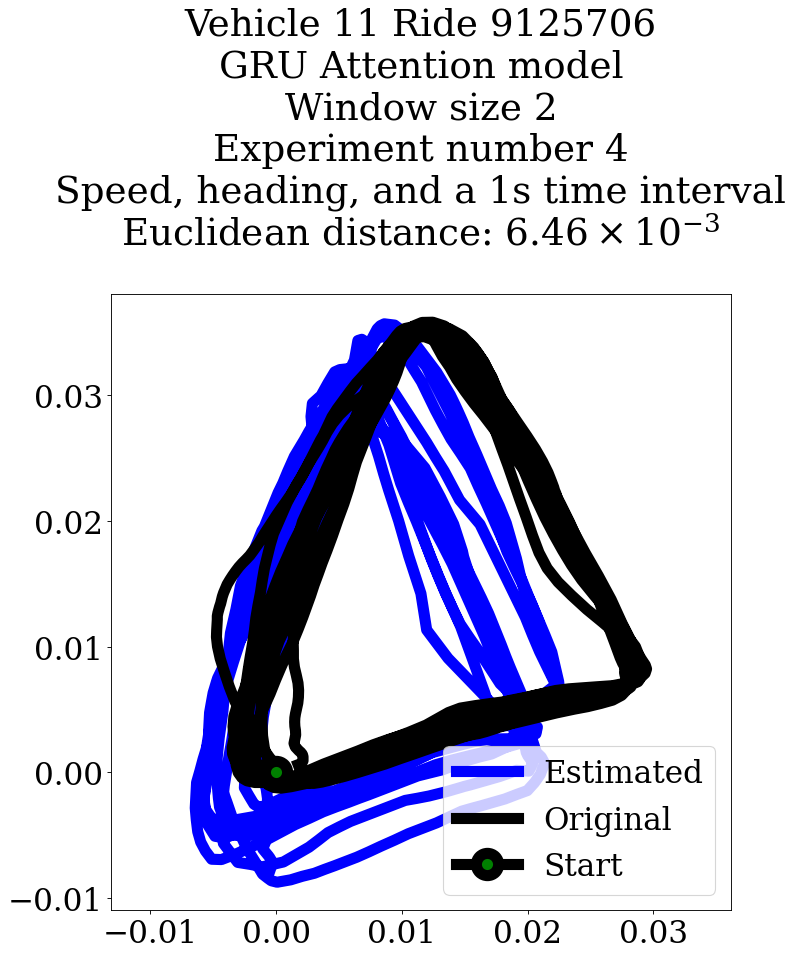 Vehicle 11 Ride 9125706
GRU Attention model
Window size 2
Experiment number 4
Speed, heading, and a 1s time interval
Euclidean distance: 6.46 × 10⁻³
0.03
0.02
0.01
0.00
−0.01
Estimated
Original
Start
−0.01 0.00 0.01 0.02 0.03